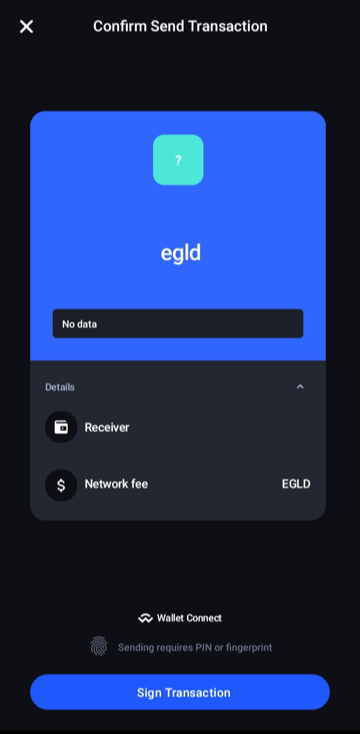 Confirm Send Transaction
?
egld
No data
Details
Receiver
Network fee EGLD
Wallet Connect
Sending requires PIN or fingerprint
Sign Transaction